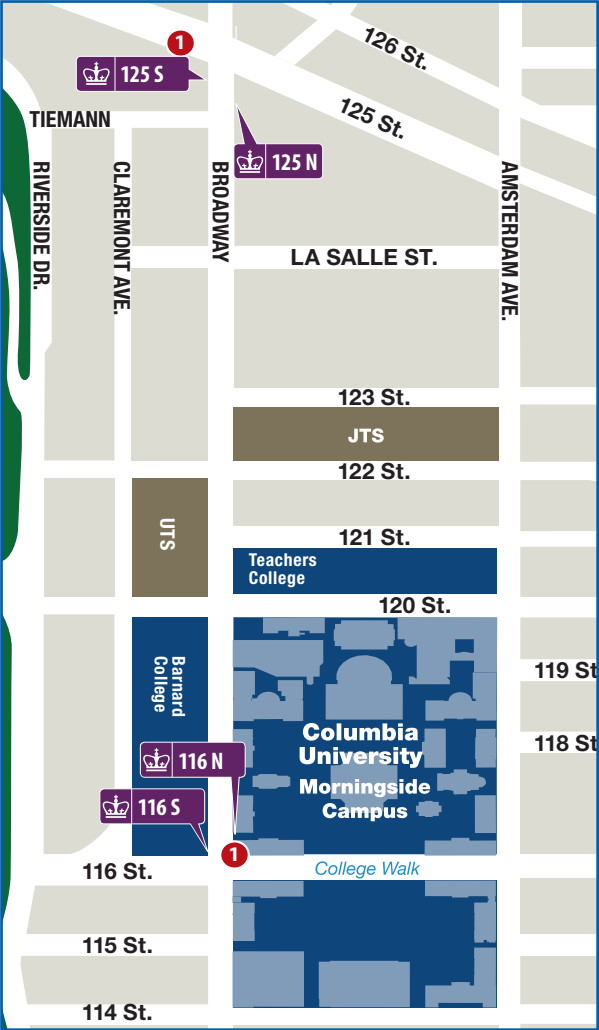 1
126 St.
125 S
125 St.
TIEMANN
125 N
RIVERSIDE DR.
CLAREMONT AVE.
BROADWAY
AMSTERDAM AVE.
LA SALLE ST.
123 St.
JTS
122 St.
UTS
121 St.
Teachers
College
120 St.
Barnard
College
119 St
Columbia
University
118 St
116 N
Morningside
Campus
116 S
1
116 St.
College Walk
115 St.
114 St.